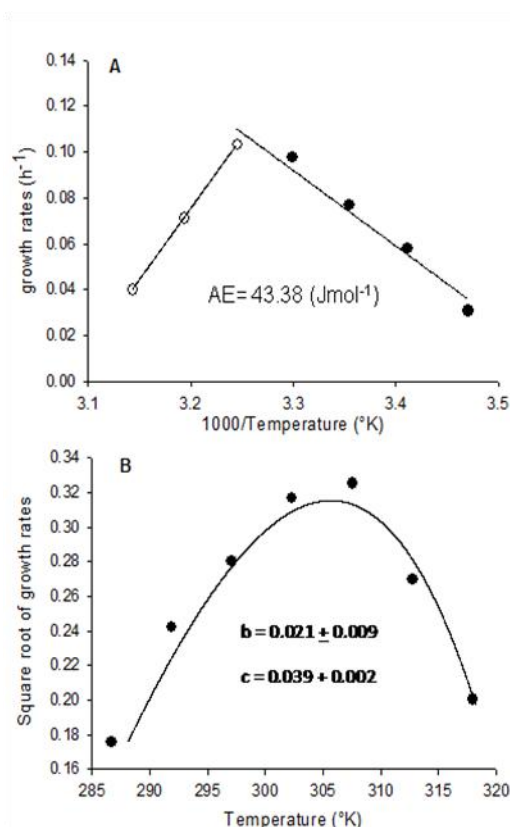 A
0.14
0.12
0.10
0.08
0.06
0.04
0.02
0.00
growth rates (h-1)
AE= 43.38 (Jmol-1)
3.1 3.2 3.3 3.4 3.5
1000/Temperature (°K)
B
0.34
0.32
0.30
0.28
0.26
0.24
0.22
0.20
0.18
0.16
Square root of growth rates
b = 0.021 ± 0.009
c = 0.039 + 0.002
285 290 295 300 305 310 315 320
Temperature (°K)